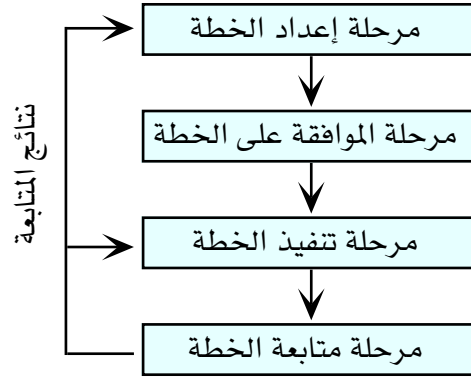 مرحلة إعداد الخطة
مرحلة الموافقة على الخطة
مرحلة تنفيذ الخطة
مرحلة متابعة الخطة
نتائج المتابعة